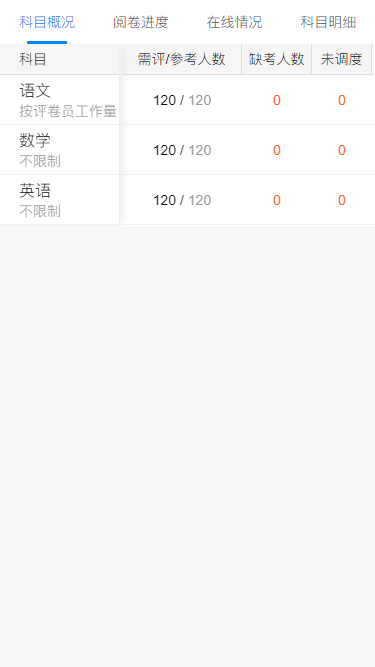 科目概况 阅卷进度 在线情况 科目明细
科目 需评/参考人数 缺考人数 未调度
语文
按评卷员工作量 120 / 120 0 0
数学
不限制 120 / 120 0 0
英语
不限制 120 / 120 0 0